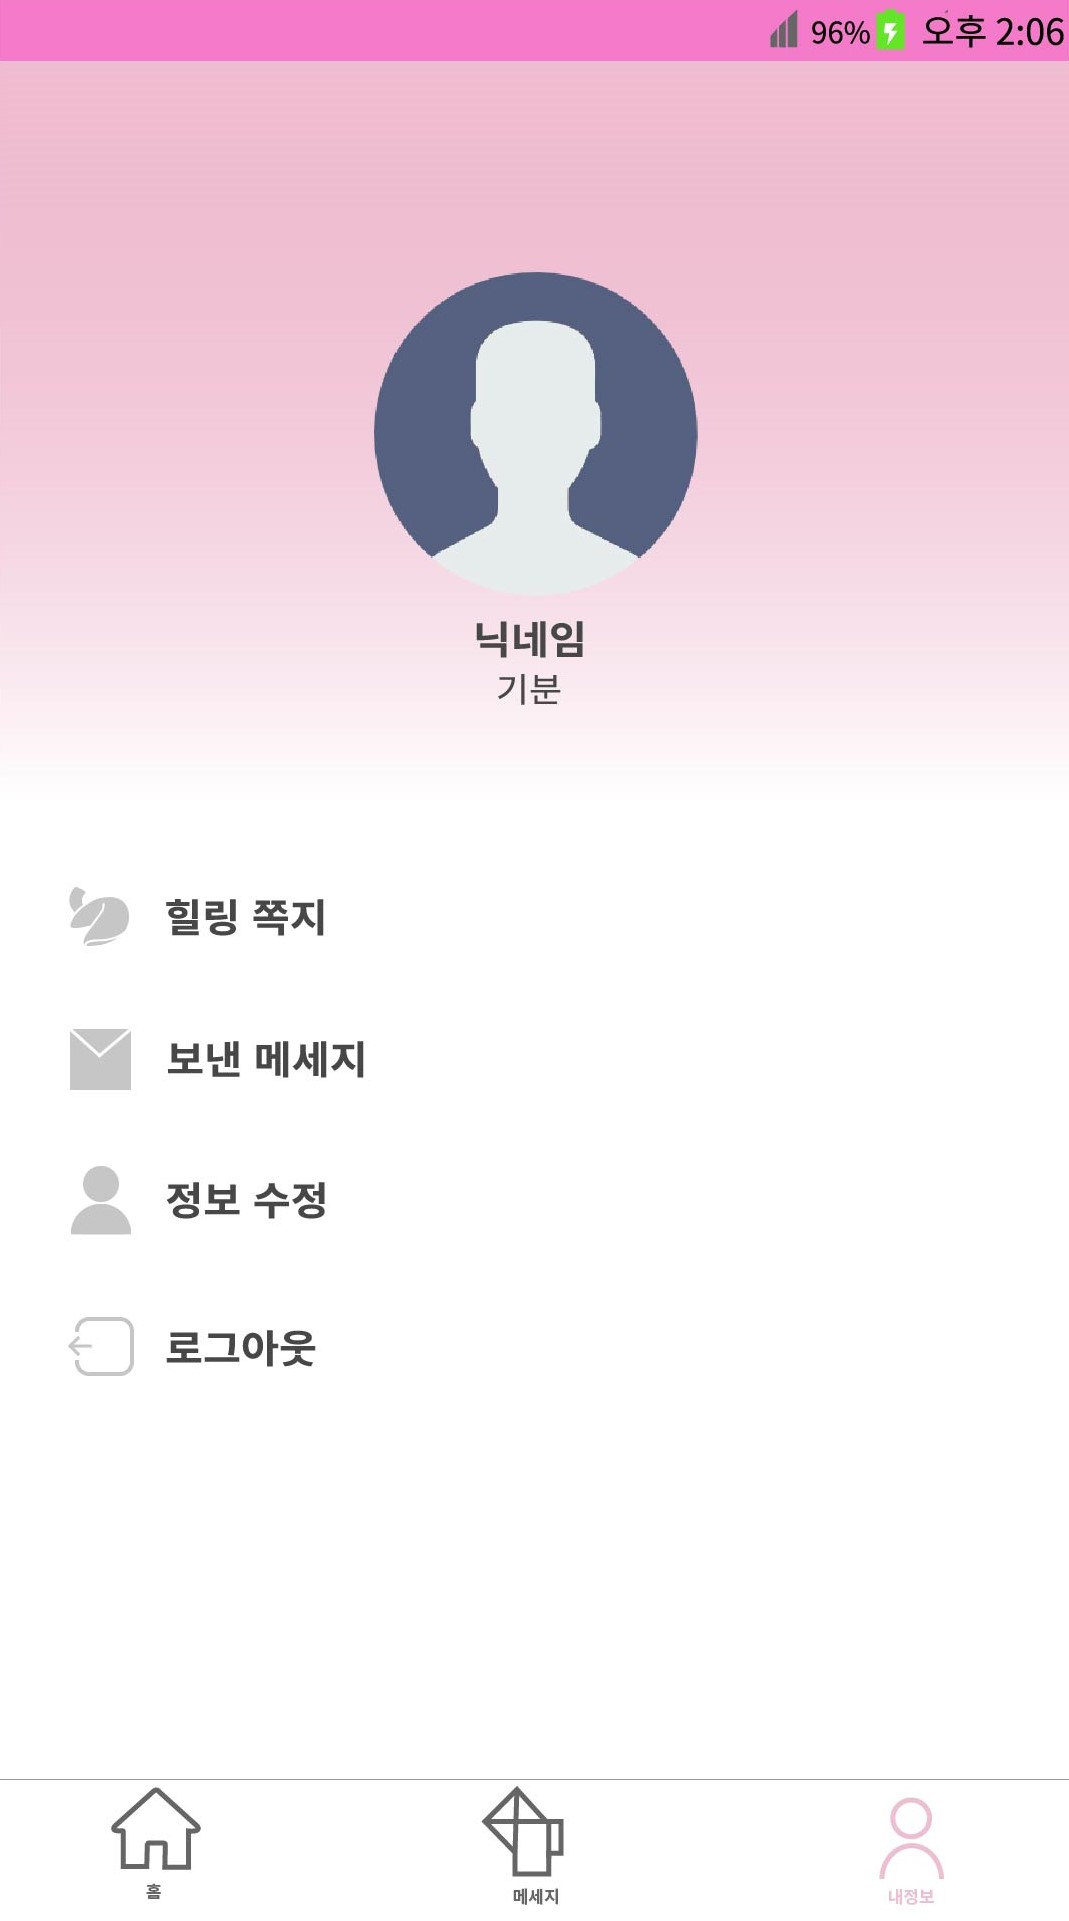 96% 오후 2:06
닉네임
기분
힐링 쪽지
보낸 메세지
정보 수정
로그아웃
홈
메세지
내정보